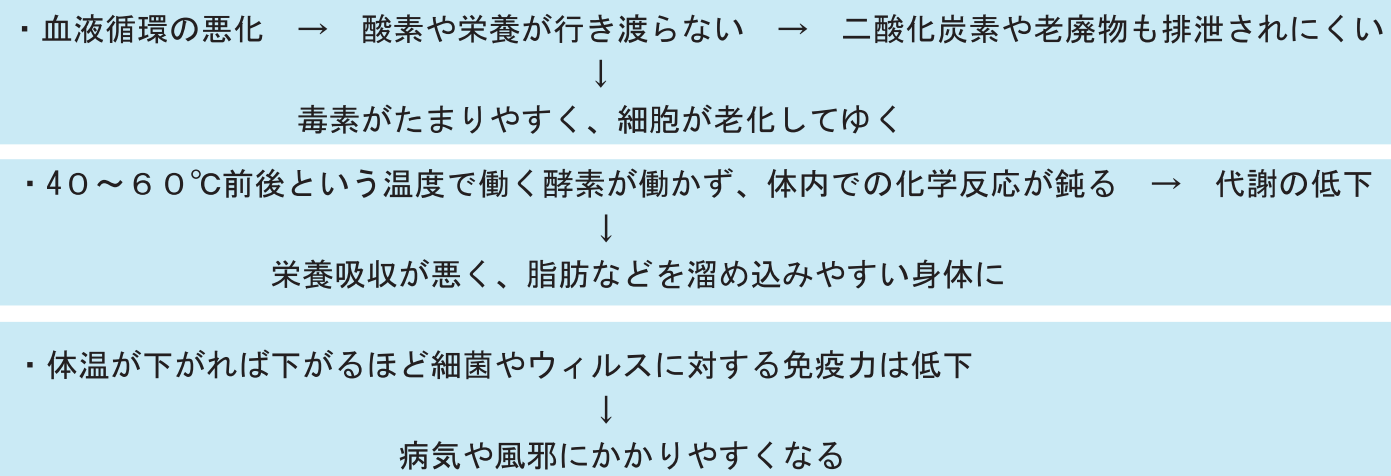 ・血液循環の悪化　→　酸素や栄養が行き渡らない　→　二酸化炭素や老廃物も排泄されにくい
↓
毒素がたまりやすく、細胞が老化してゆく
・4０～６０℃前後という温度で働く酵素が働かず、体内での化学反応が鈍る　→　代謝の低下
↓
栄養吸収が悪く、脂肪などを溜め込みやすい身体に
・体温が下がれば下がるほど細菌やウィルスに対する免疫力は低下
↓
病気や風邪にかかりやすくなる